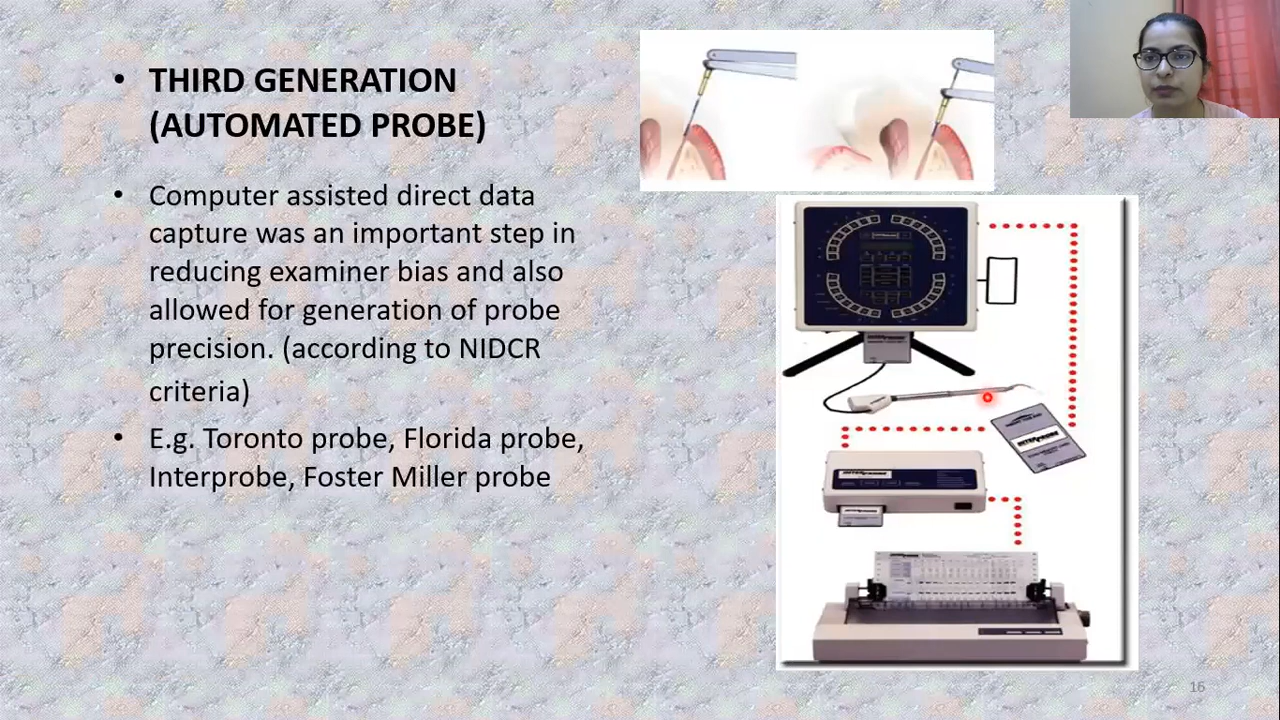 • THIRD GENERATION
(AUTOMATED PROBE)
• Computer assisted direct data
capture was an important step in
reducing examiner bias and also
allowed for generation of probe
precision. (according to NIDCR
criteria)
• E.g. Toronto probe, Florida probe,
Interprobe, Foster Miller probe
INTERPROBE
INTERPROBE
16